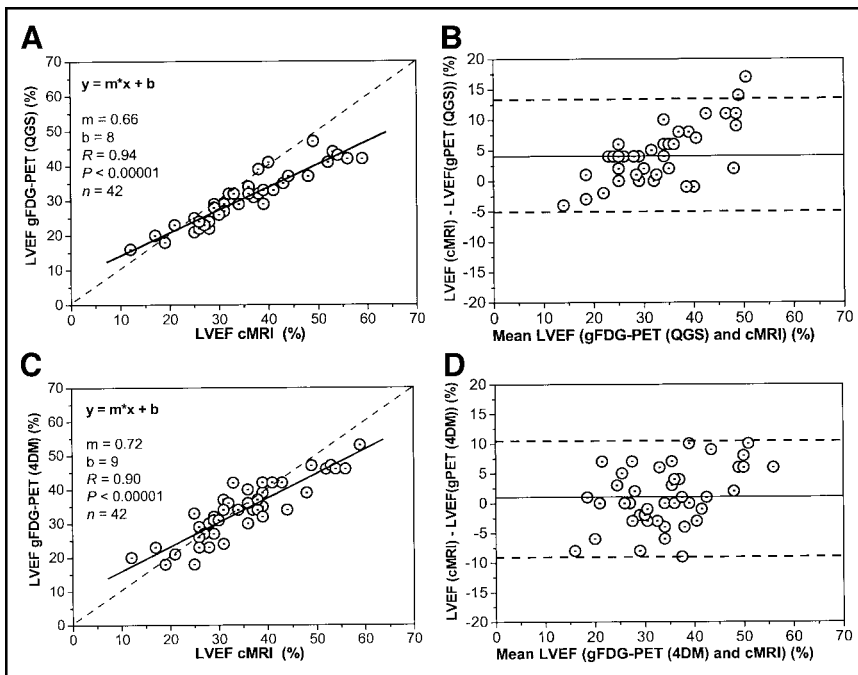 A
70
60
50
40
30
20
10
0
LVEF gFDG-PET (QGS) (%)
y = m*x + b
m = 0.66
b = 8
R = 0.94
P < 0.00001
n = 42
0 10 20 30 40 50 60 70
LVEF cMRI (%)
B
20
15
10
5
0
-5
-10
-15
-20
LVEF (cMRI) - LVEF(gPET (QGS)) (%)
0 10 20 30 40 50 60 70
Mean LVEF (gFDG-PET (QGS) and cMRI) (%)
C
70
60
50
40
30
20
10
0
LVEF gFDG-PET (4DM) (%)
y = m*x + b
m = 0.72
b = 9
R = 0.90
P < 0.00001
n = 42
0 10 20 30 40 50 60 70
LVEF cMRI (%)
D
20
15
10
5
0
-5
-10
-15
-20
LVEF (cMRI) - LVEF(gPET (4DM)) (%)
0 10 20 30 40 50 60 70
Mean LVEF (gFDG-PET (4DM) and cMRI) (%)